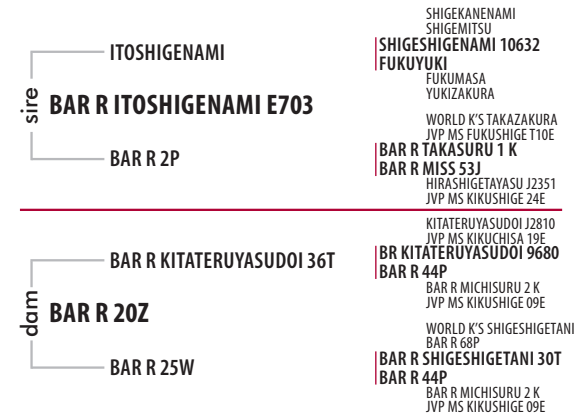 SHIGEKANENAMI
SHIGEMITSU
ITOSHIGENAMI
SHIGESHIGENAMI 10632
FUKUYUKI
FUKUMASA
YUKIZAKURA
sire
BAR R ITOSHIGENAMI E703
WORLD K'S TAKAZAKURA
JVP MS FUKUSHIGE T10E
BAR R 2P
BAR R TAKASURU 1 K
BAR R MISS 53J
HIRASHIGETAYASU J2351
JVP MS KIKUSHIGE 24E
KITATERUYASUDOI J2810
JVP MS KIKUCHISA 19E
BAR R KITATERUYASUDOI 36T
BR KITATERUYASUDOI 9680
BAR R 44P
BAR R MICHISURU 2 K
JVP MS KIKUSHIGE 09E
dam
BAR R 20Z
WORLD K'S SHIGESHIGETANI
BAR R 68P
BAR R 25W
BAR R SHIGESHIGETANI 30T
BAR R 44P
BAR R MICHISURU 2 K
JVP MS KIKUSHIGE 09E